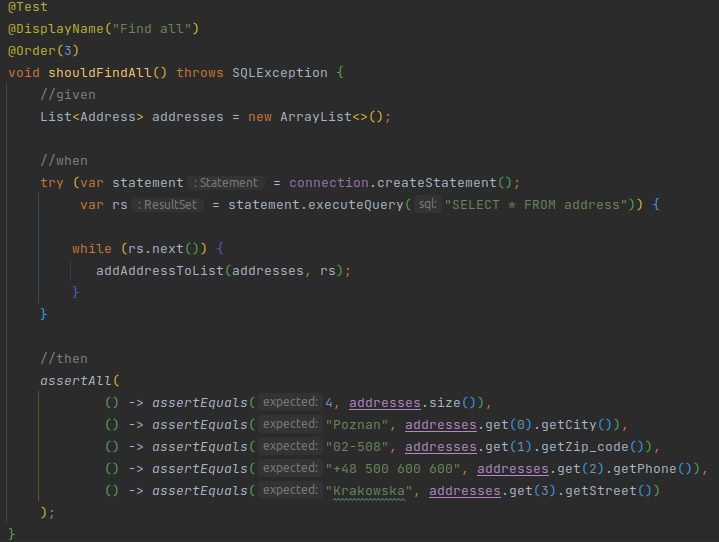 @Test
@DisplayName("Find all")
@Order(3)
void shouldFindAll() throws SQLException {
//given
List<Address> addresses = new ArrayList<>();
//when
try (var statement : Statement = connection.createStatement();
var rs : ResultSet = statement.executeQuery( sql: "SELECT * FROM address")) {
while (rs.next()) {
addAddressToList(addresses, rs);
}
}
//then
assertAll(
() -> assertEquals( expected: 4, addresses.size()),
() -> assertEquals( expected: "Poznan", addresses.get(0).getCity()),
() -> assertEquals( expected: "02-508", addresses.get(1).getZip_code()),
() -> assertEquals( expected: "+48 500 600 600", addresses.get(2).getPhone()),
() -> assertEquals( expected: "Krakowska", addresses.get(3).getStreet())
);
}